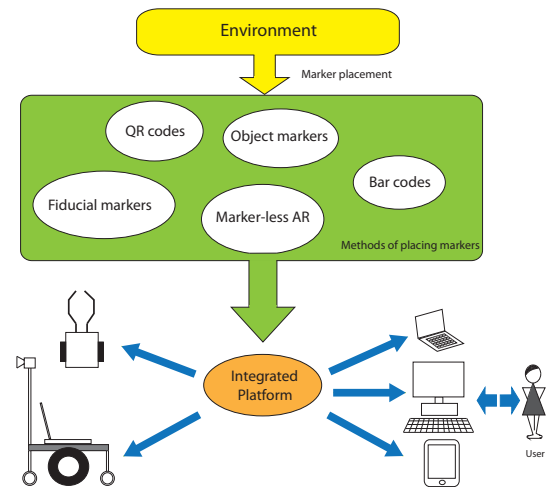 Environment
Marker placement
QR codes
Object markers
Bar codes
Fiducial markers
Marker-less AR
Methods of placing markers
Integrated
Platform
User